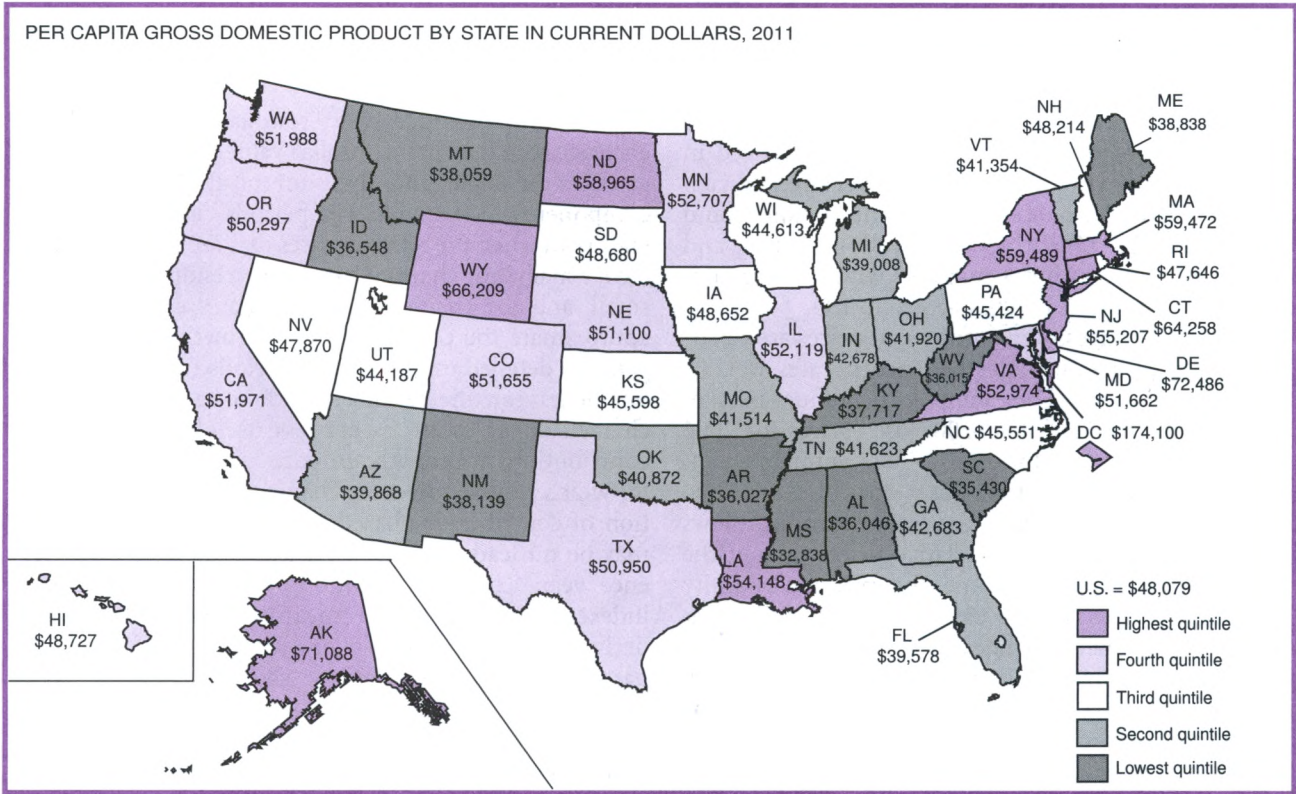 PER CAPITA GROSS DOMESTIC PRODUCT BY STATE IN CURRENT DOLLARS, 2011
WA
$51,988
OR
$50,297
CA
$51,971
NV
$47,870
ID
$36,548
MT
$38,059
WY
$66,209
UT
$44,187
CO
$51,655
AZ
$39,868
NM
$38,139
ND
$58,965
SD
$48,680
NE
$51,100
KS
$45,598
OK
$40,872
TX
$50,950
MN
$52,707
IA
$48,652
MO
$41,514
AR
$36,027
LA
$54,148
WI
$44,613
IL
$52,119
MI
$39,008
IN
$42,678
OH
$41,920
KY
$37,717
TN $41,623
MS
$32,838
AL
$36,046
GA
$42,683
FL
$39,578
SC
$35,430
NC $45,551
WV
$36,015
VA
$52,974
PA
$45,424
NY
$59,489
VT
$41,354
NH
$48,214
ME
$38,838
MA
$59,472
RI
$47,646
CT
$64,258
NJ
$55,207
DE
$72,486
MD
$51,662
DC $174,100
HI
$48,727
AK
$71,088
U.S. = $48,079
Highest quintile
Fourth quintile
Third quintile
Second quintile
Lowest quintile